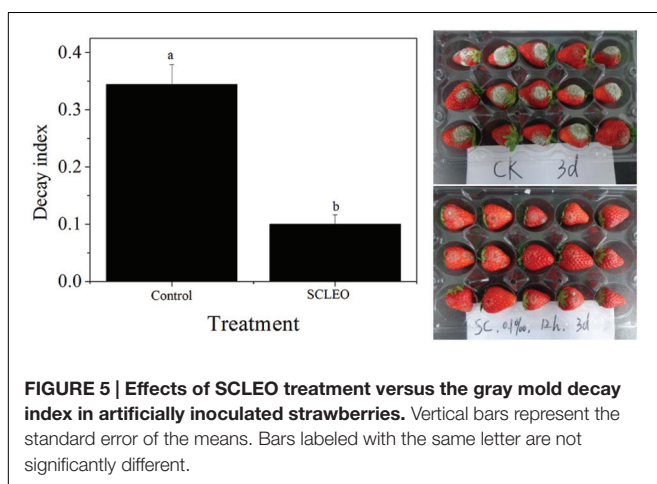 0.4
0.3
0.2
0.1
0.0
Decay index
a
b
Control
SCLEO
Treatment
CK 3d
SC. 0.1‰. 12h. 3d
FIGURE 5 | Effects of SCLEO treatment versus the gray mold decay
index in artificially inoculated strawberries. Vertical bars represent the
standard error of the means. Bars labeled with the same letter are not
significantly different.